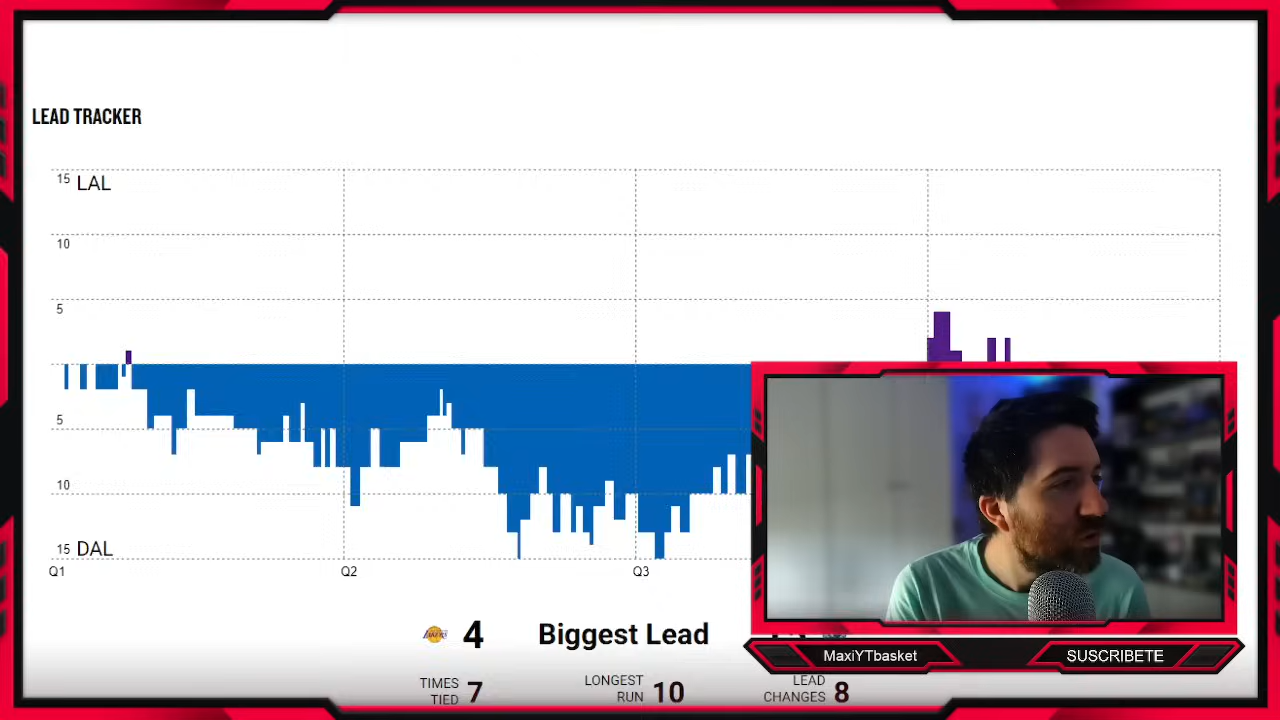 LEAD TRACKER
15 LAL
10
5
5
10
15 DAL
Q1 Q2 Q3
4 Biggest Lead
MaxiYTbasket SUSCRIBETE
TIMES TIED 7
LONGEST RUN 10
LEAD CHANGES 8